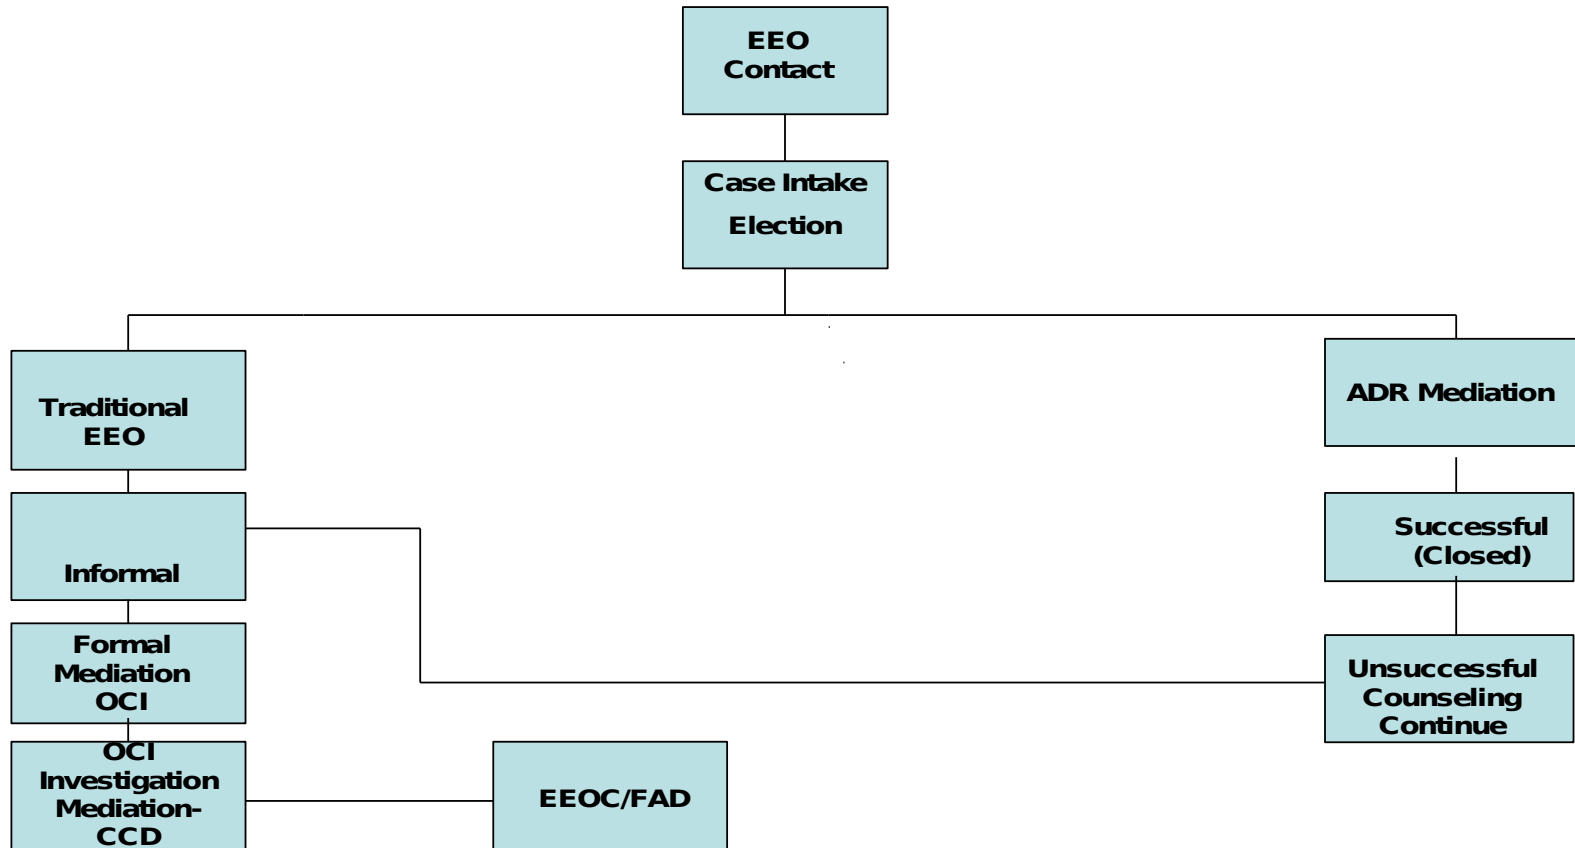 EEO
Contact
Case Intake
Election
Traditional
EEO
ADR Mediation
Informal
Successful
(Closed)
Formal
Mediation
OCI
Unsuccessful
Counseling
Continue
OCI
Investigation
Mediation-
CCD
EEOC/FAD